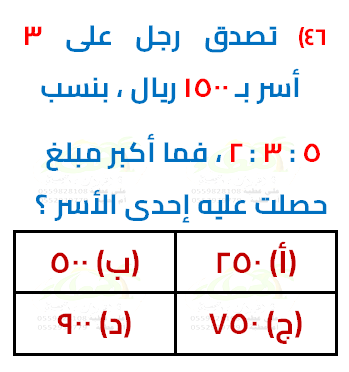 ٤٦) تصدق رجل على ٣
أسر بـ ١٥٠٠ ريال ، بنسب
٥ : ٣ : ٢ ، فما أكبر مبلغ
حصلت عليه إحدى الأسر ؟
(أ) ٢٥٠ (ب) ٥٠٠
(ج) ٧٥٠ (د) ٩٠٠